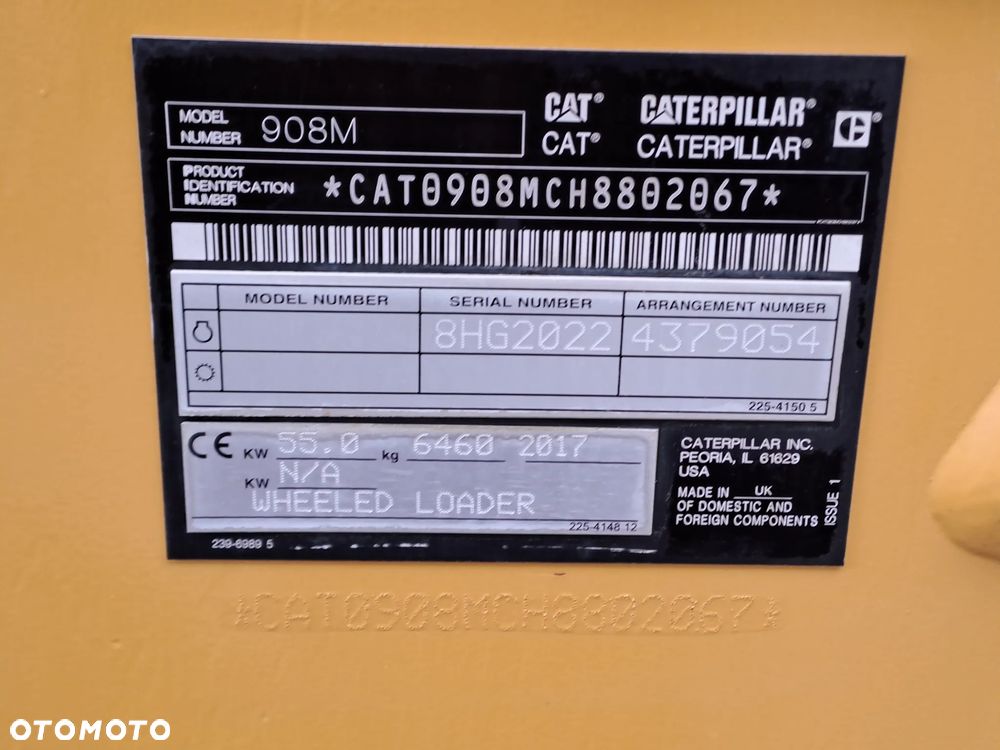 MODEL NUMBER 908M
CAT® CATERPILLAR®
CAT® CATERPILLAR®
PRODUCT IDENTIFICATION NUMBER *CAT0908MCH8802067*
MODEL NUMBER SERIAL NUMBER ARRANGEMENT NUMBER
8HG2022 4379054
225-4150 5
CE KW 55.0 kg 6460 2017
KW N/A
WHEELED LOADER
225-4148 12
CATERPILLAR INC.
PEORIA, IL 61629
USA
MADE IN UK
OF DOMESTIC AND
FOREIGN COMPONENTS
ISSUE 1
239-6989 5
*CAT0908MCH8802067*
OTOMOTO